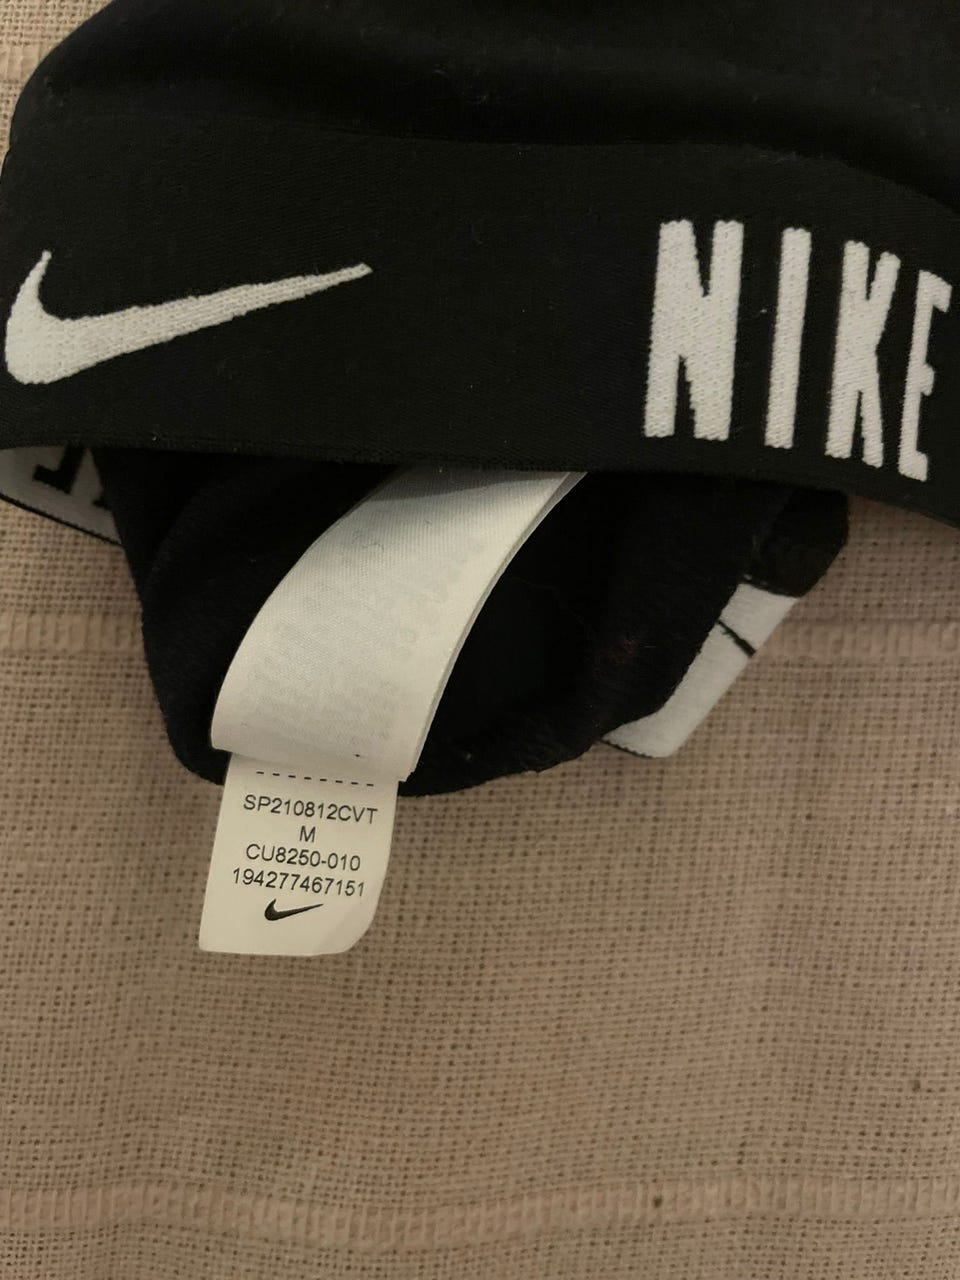 NIKE
SP210812CVT
M
CU8250-010
194277467151